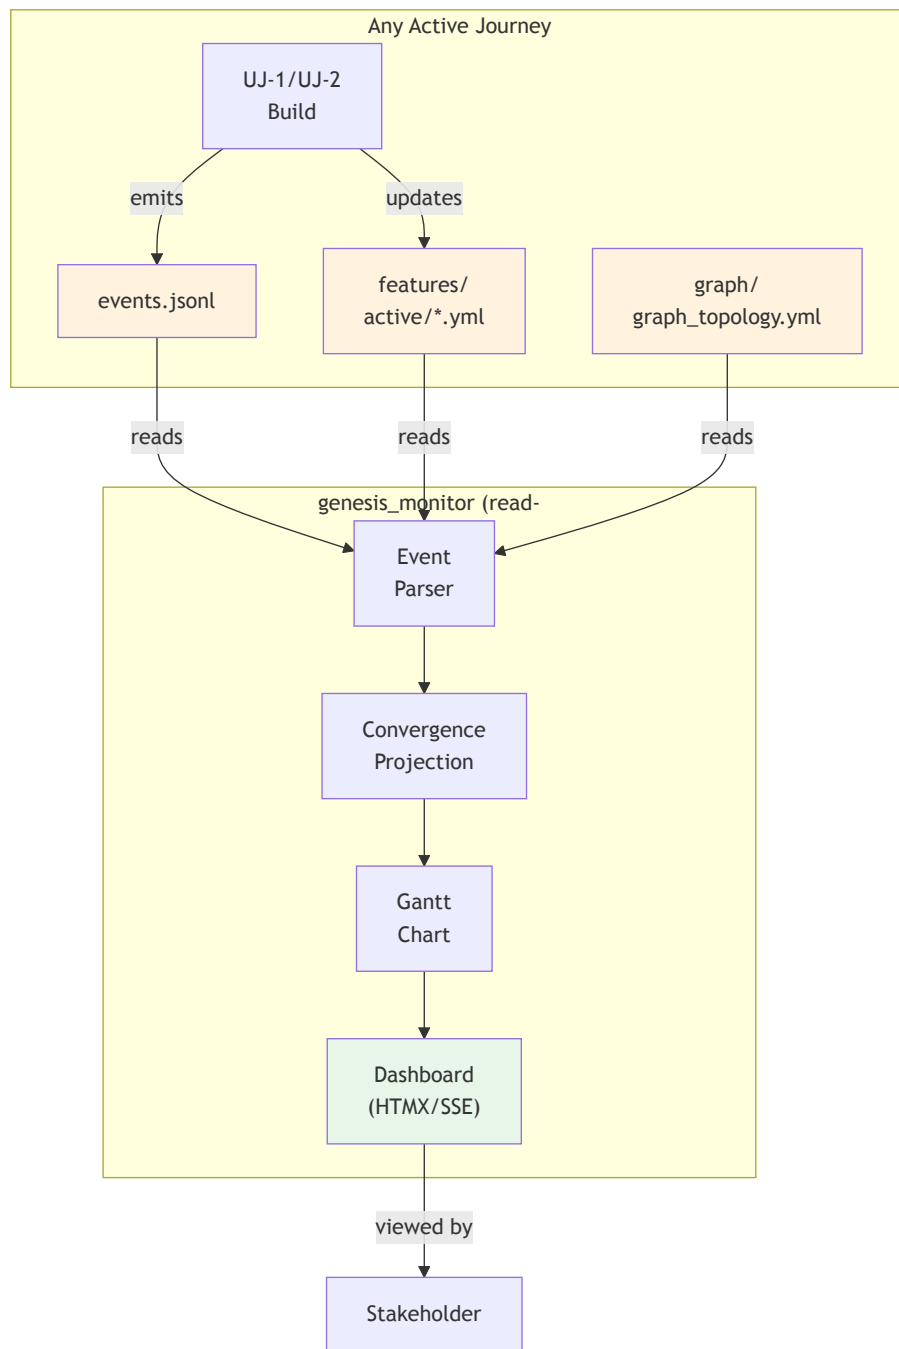 Any Active Journey
UJ-1/UJ-2
Build
emits
updates
events.jsonl
features/
active/*.yml
graph/
graph_topology.yml
reads
reads
reads
genesis_monitor (read-
Event
Parser
Convergence
Projection
Gantt
Chart
Dashboard
(HTMX/SSE)
viewed by
Stakeholder